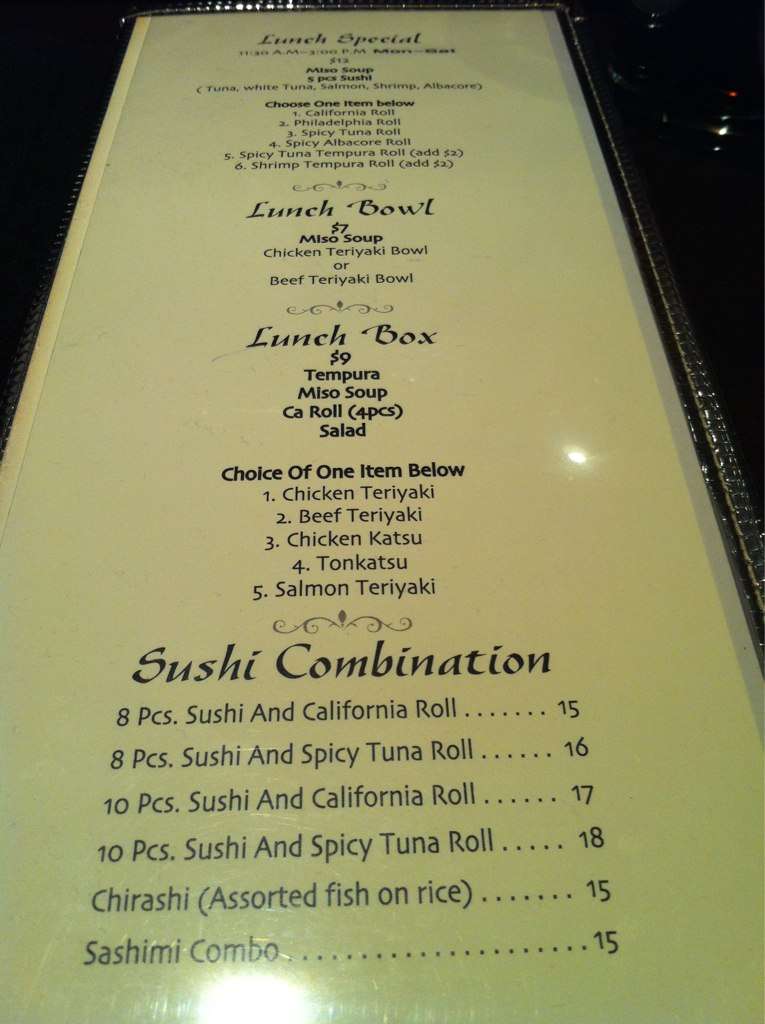 Lunch Special
11:30 A.M-3:00 P.M Mon-Sat
$12
Miso Soup
5 pcs Sushi
( Tuna, white Tuna, Salmon, Shrimp, Albacore)
Choose One Item below
1. California Roll
2. Philadelphia Roll
3. Spicy Tuna Roll
4. Spicy Albacore Roll
5. Spicy Tuna Tempura Roll (add $2)
6. Shrimp Tempura Roll (add $2)
Lunch Bowl
$7
Miso Soup
Chicken Teriyaki Bowl
or
Beef Teriyaki Bowl
Lunch Box
$9
Tempura
Miso Soup
Ca Roll (4pcs)
Salad
Choice Of One Item Below
1. Chicken Teriyaki
2. Beef Teriyaki
3. Chicken Katsu
4. Tonkatsu
5. Salmon Teriyaki
Sushi Combination
8 Pcs. Sushi And California Roll . . . . . . . 15
8 Pcs. Sushi And Spicy Tuna Roll . . . . . . 16
10 Pcs. Sushi And California Roll . . . . . . 17
10 Pcs. Sushi And Spicy Tuna Roll . . . . . 18
Chirashi (Assorted fish on rice) . . . . . . . 15
Sashimi Combo . . . . . . . . . . . . . . . . . . . . . 15